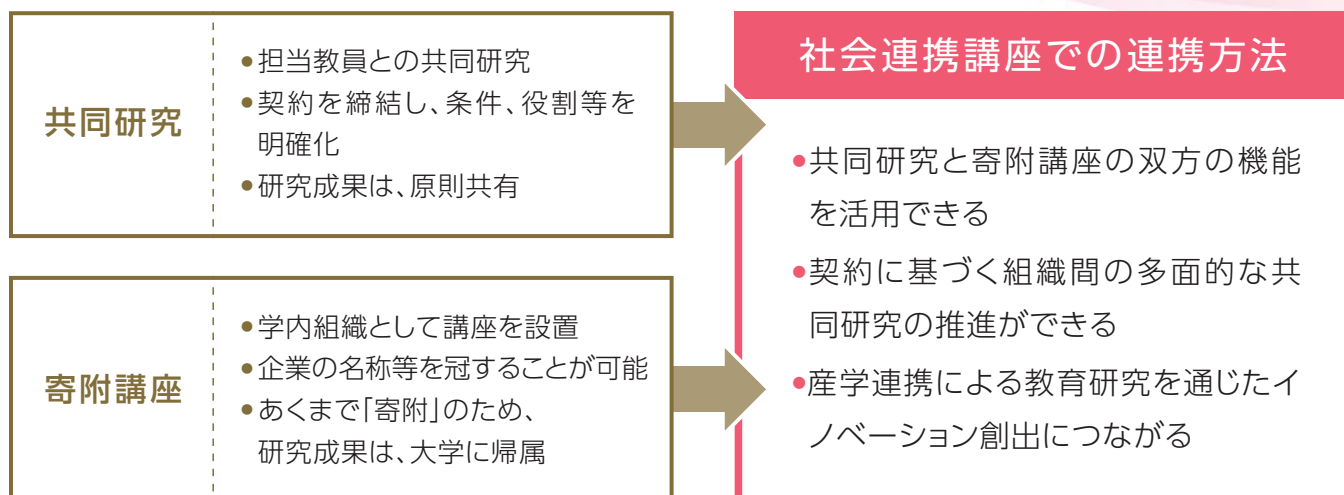 共同研究
●担当教員との共同研究
●契約を締結し、条件、役割等を
明確化
●研究成果は、原則共有
寄附講座
●学内組織として講座を設置
●企業の名称等を冠することが可能
●あくまで「寄附」のため、
研究成果は、大学に帰属
社会連携講座での連携方法
●共同研究と寄附講座の双方の機能
を活用できる
●契約に基づく組織間の多面的な共
同研究の推進ができる
●産学連携による教育研究を通じたイ
ノベーション創出につながる